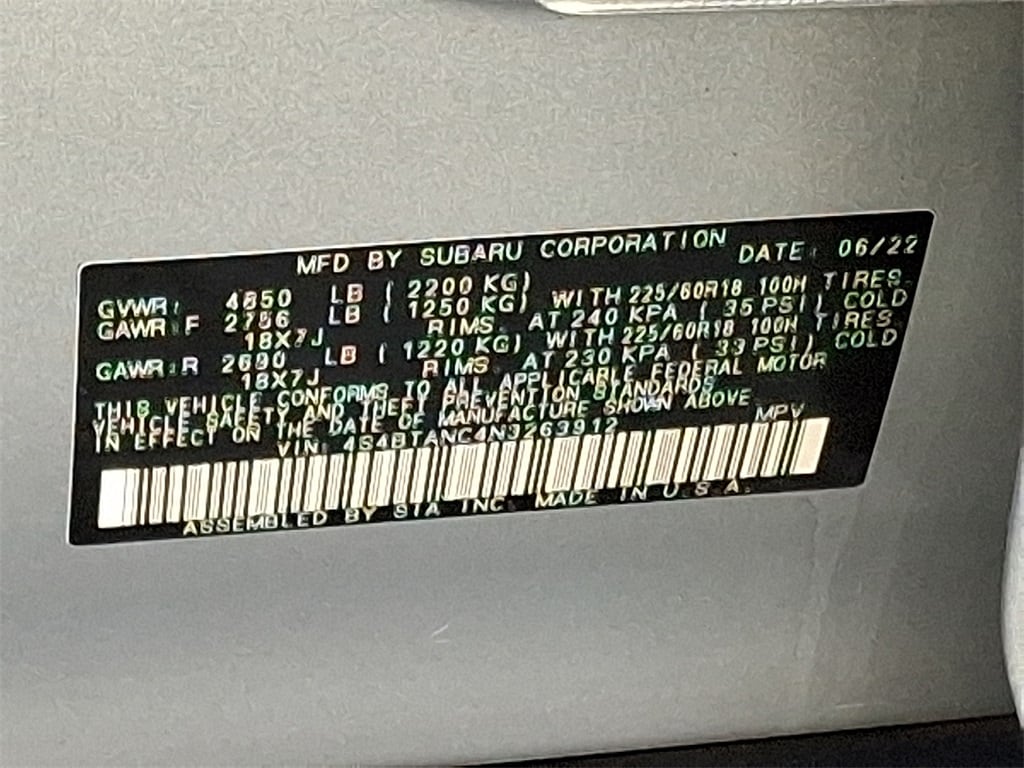 MFD BY SUBARU CORPORATION DATE: 06/22
GVWR: 4850 LB ( 2200 KG)
GAWR:F 2756 LB ( 1250 KG) WITH 225/60R18 100H TIRES
18X7J RIMS AT 240 KPA ( 35 PSI) COLD
GAWR:R 2690 LB ( 1220 KG) WITH 225/60R18 100H TIRES
18X7J RIMS AT 230 KPA ( 33 PSI) COLD
THIS VEHICLE CONFORMS TO ALL APPLICABLE FEDERAL MOTOR
VEHICLE SAFETY AND THEFT PREVENTION STANDARDS
IN EFFECT ON THE DATE OF MANUFACTURE SHOWN ABOVE
VIN: 4S4BTANC4N3263912 MPV
ASSEMBLED BY SIA INC. MADE IN U.S.A.